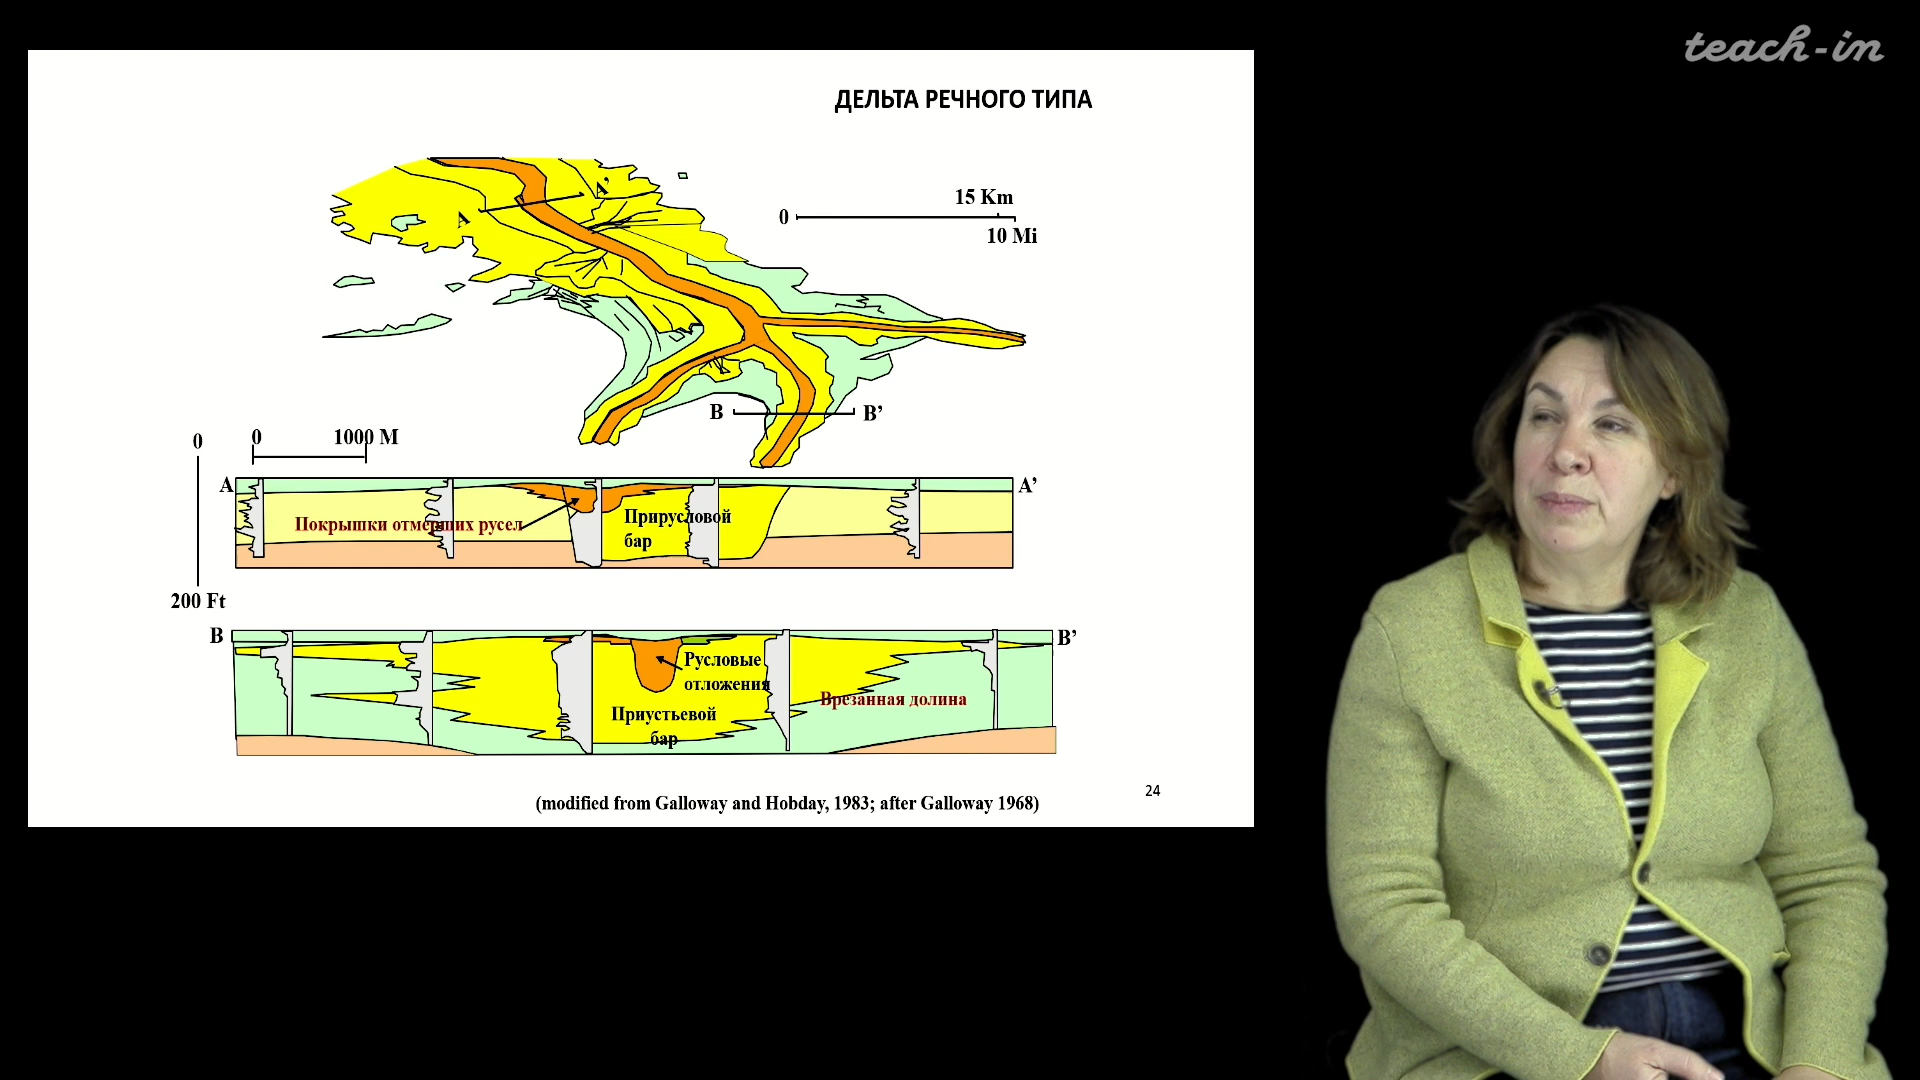 teach-in
ДЕЛЬТА РЕЧНОГО ТИПА
A A'
15 Km
0
10 Mi
B B'
0
0 1000 M
A A'
Покрышки отмерших русел
Прирусловой
бар
200 Ft
B B'
Русловые
отложения
Врезанная долина
Приустьевой
бар
(modified from Galloway and Hobday, 1983; after Galloway 1968)
24